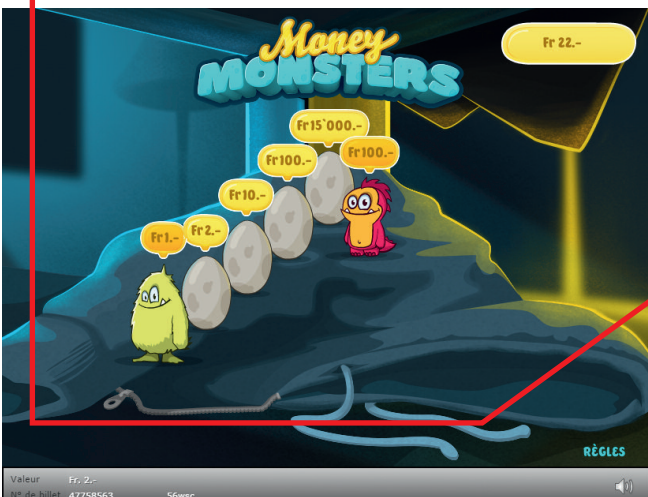 Money
MONSTERS
Fr 22.-
Fr15`000.-
Fr100.-
Fr100.-
Fr10.-
Fr2.-
Fr1.-
RÈGLES
Valeur Fr. 2.-
N° de billet 47758563 56wsc